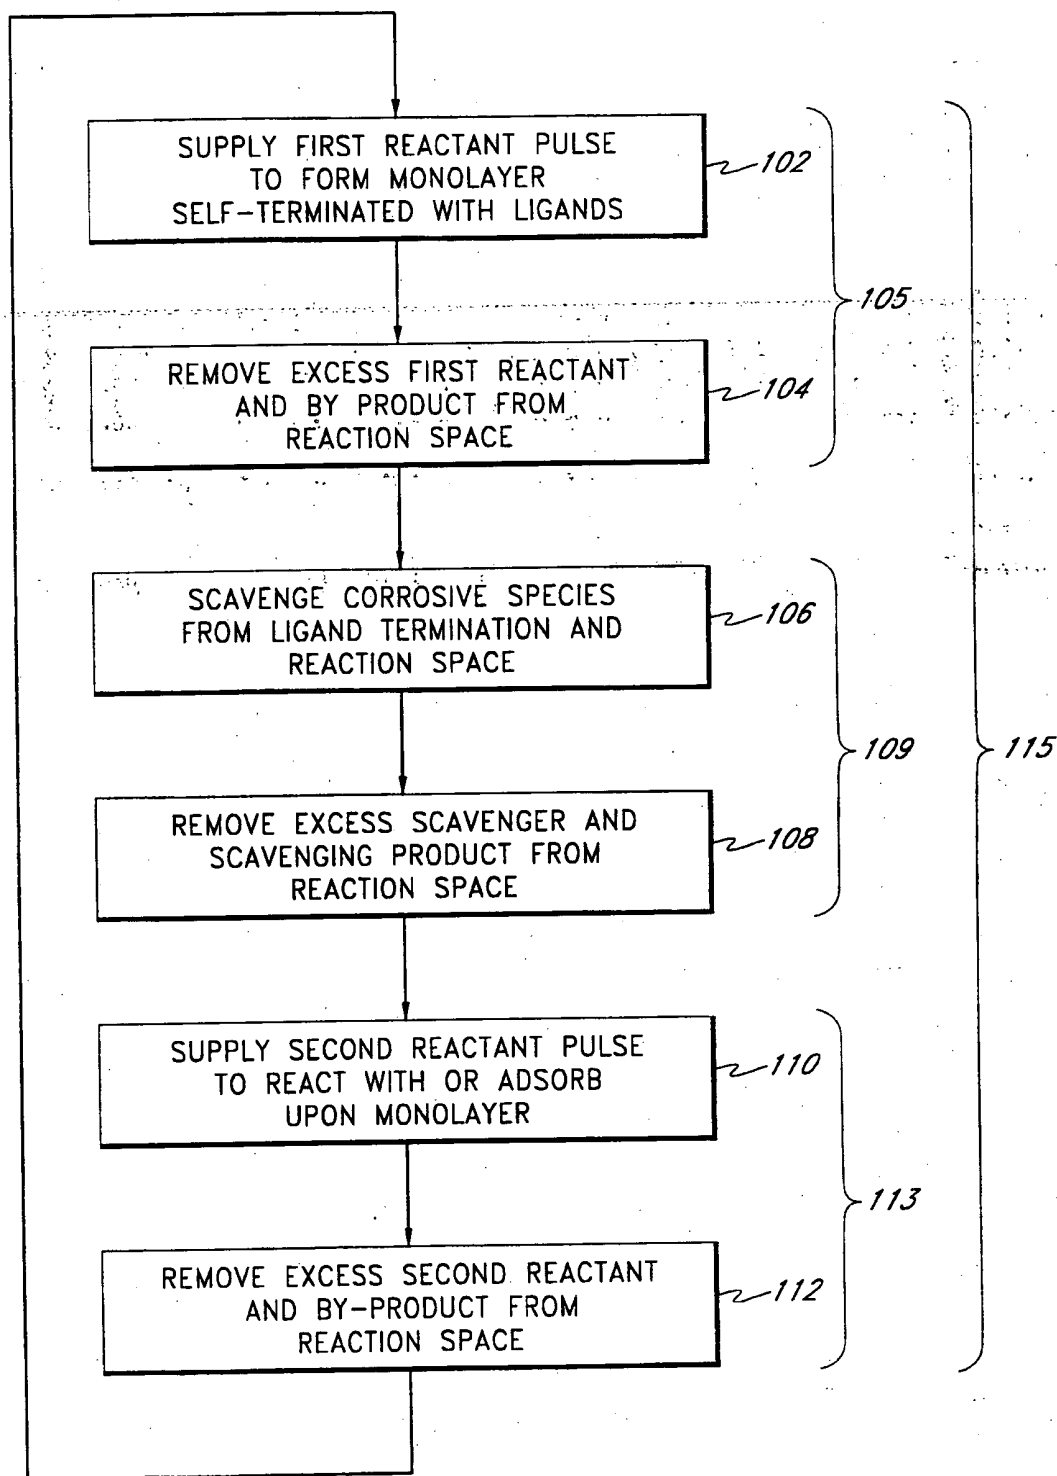 SUPPLY FIRST REACTANT PULSE
TO FORM MONOLAYER
SELF-TERMINATED WITH LIGANDS
102
105
REMOVE EXCESS FIRST REACTANT
AND BY PRODUCT FROM
REACTION SPACE
104
SCAVENGE CORROSIVE SPECIES
FROM LIGAND TERMINATION AND
REACTION SPACE
106
109
115
REMOVE EXCESS SCAVENGER AND
SCAVENGING PRODUCT FROM
REACTION SPACE
108
SUPPLY SECOND REACTANT PULSE
TO REACT WITH OR ADSORB
UPON MONOLAYER
110
113
REMOVE EXCESS SECOND REACTANT
AND BY-PRODUCT FROM
REACTION SPACE
112